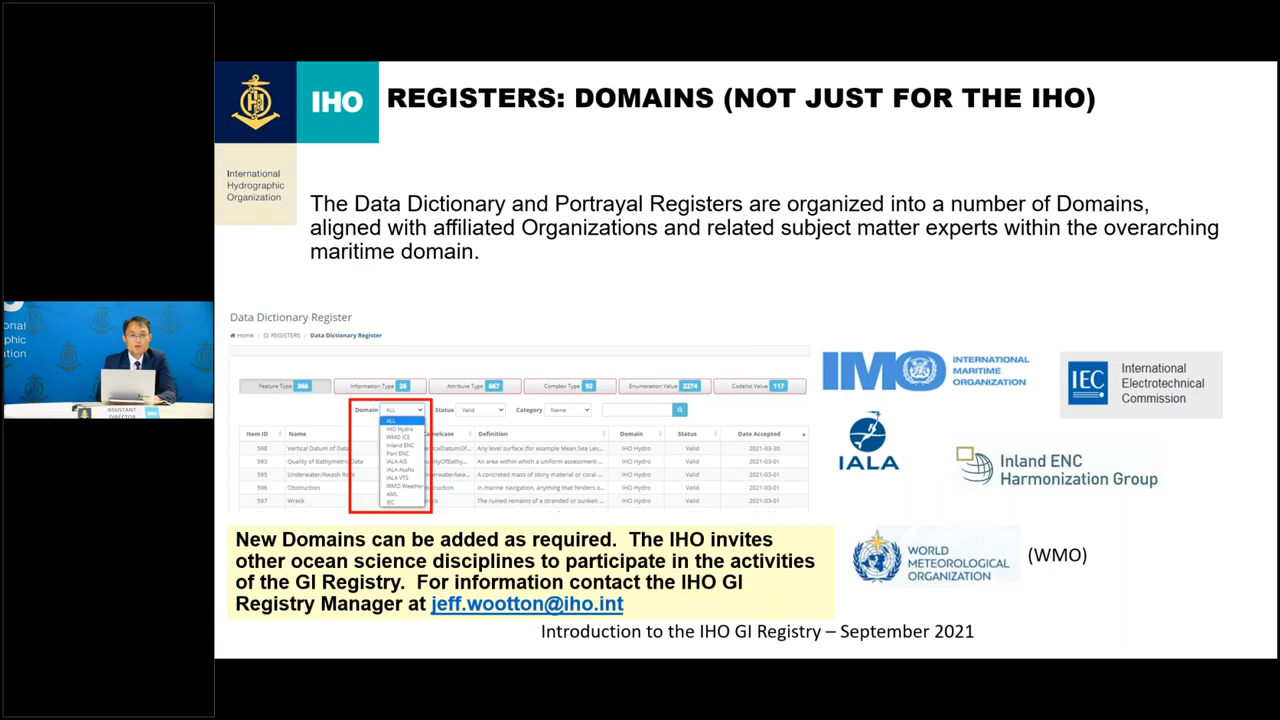 IHO
REGISTERS: DOMAINS (NOT JUST FOR THE IHO)
International
Hydrographic
Organization
The Data Dictionary and Portrayal Registers are organized into a number of Domains,
aligned with affiliated Organizations and related subject matter experts within the overarching
maritime domain.
Data Dictionary Register
Home / GI REGISTERS / Data Dictionary Register
Feature Type 366 Information Type 26 Attribute Type 667 Complex Type 93 Enumeration Value 2274 Codelist Value 117
Domain ALL Status Valid Category Name
ALL
IHO Hydro
WMO ICE
Inland ENC
Port ENC
IALA AIS
IALA AtoNs
IALA VTS
WMO Weather
AML
IEC
Item ID Name Camelcase Definition Domain Status Date Accepted
598 Vertical Datum of Data Any level surface (for example Mean Sea Lev... IHO Hydro Valid 2021-03-30
593 Quality of Bathymetric Data An area within which a uniform assessment ... IHO Hydro Valid 2021-03-01
595 Underwater/Awash Rock A concreted mass of stony material or coral ... IHO Hydro Valid 2021-03-01
596 Obstruction In marine navigation, anything that hinders o... IHO Hydro Valid 2021-03-01
597 Wreck The ruined remains of a stranded or sunken ... IHO Hydro Valid 2021-03-01
IMO
INTERNATIONAL
MARITIME
ORGANIZATION
IEC
International
Electrotechnical
Commission
IALA
Inland ENC
Harmonization Group
WORLD
METEOROLOGICAL
ORGANIZATION
(WMO)
New Domains can be added as required. The IHO invites
other ocean science disciplines to participate in the activities
of the GI Registry. For information contact the IHO GI
Registry Manager at jeff.wootton@iho.int
Introduction to the IHO GI Registry – September 2021
ASSISTANT
DIRECTOR